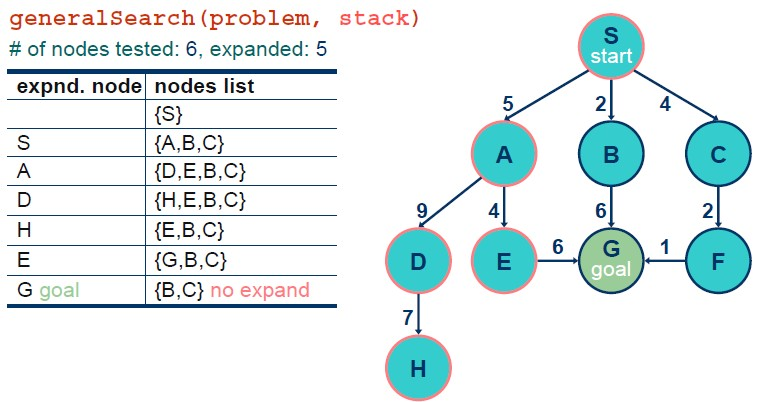 generalSearch(problem, stack)
# of nodes tested: 6, expanded: 5
expnd. node nodes list
{S}
S {A,B,C}
A {D,E,B,C}
D {H,E,B,C}
H {E,B,C}
E {G,B,C}
G goal {B,C} no expand
S
start
5 2 4
A B C
9 4 6 2
D E 6 G 1 F
goal
7
H